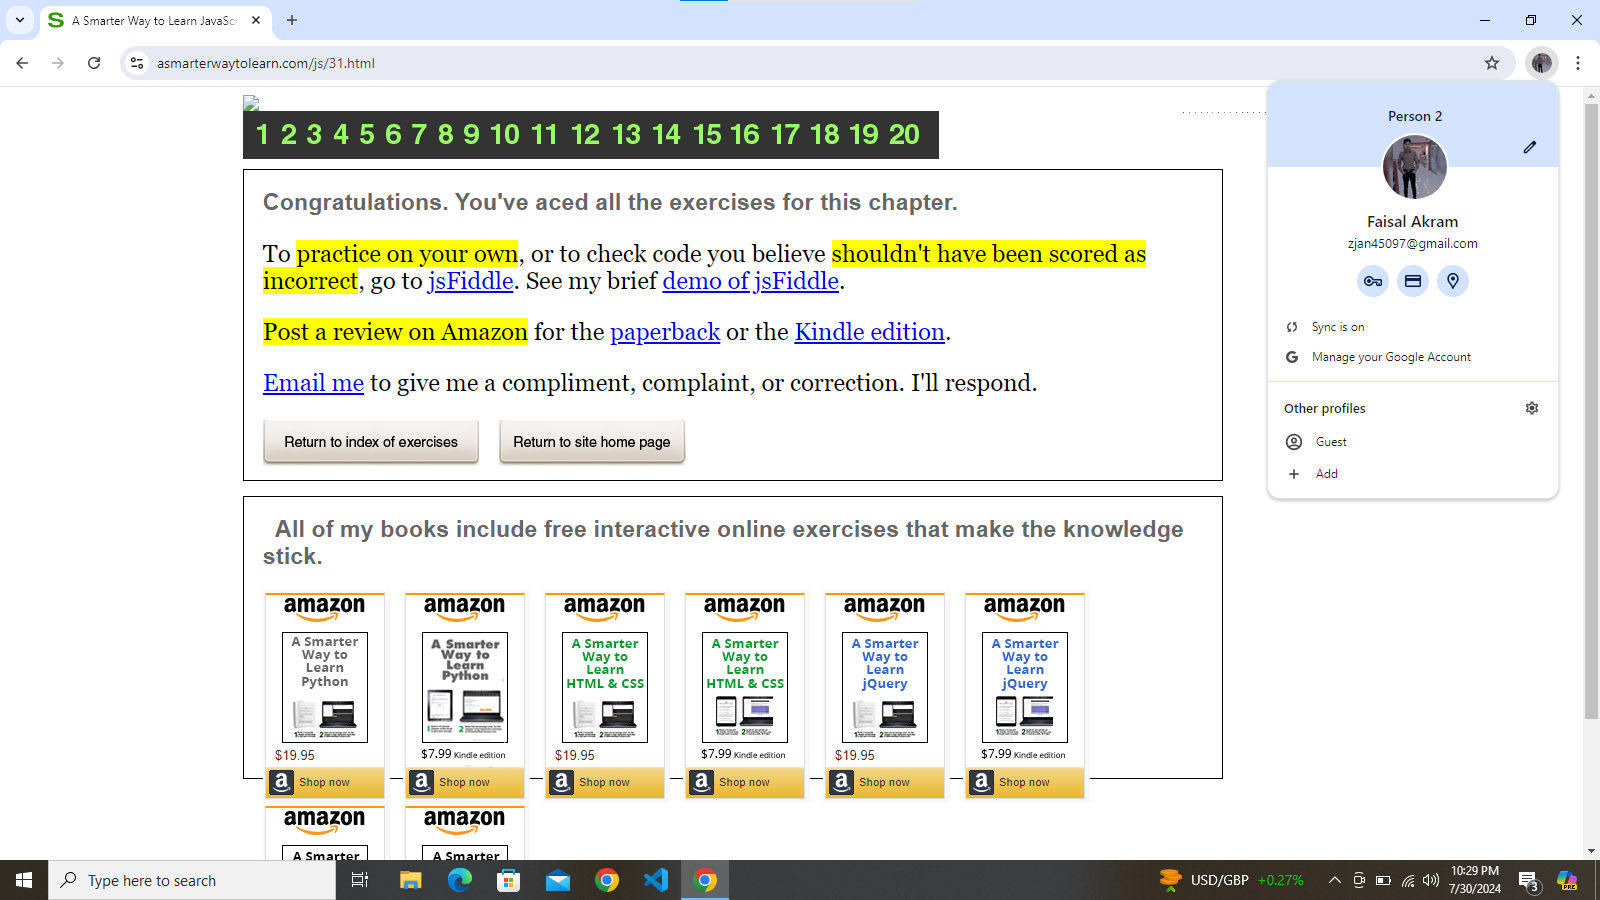 A Smarter Way to Learn JavaScr
asmarterwaytolearn.com/js/31.html
1 2 3 4 5 6 7 8 9 10 11 12 13 14 15 16 17 18 19 20
Congratulations. You've aced all the exercises for this chapter.
To practice on your own, or to check code you believe shouldn't have been scored as
incorrect, go to jsFiddle. See my brief demo of jsFiddle.
Post a review on Amazon for the paperback or the Kindle edition.
Email me to give me a compliment, complaint, or correction. I'll respond.
Return to index of exercises
Return to site home page
Person 2
Faisal Akram
zjan45097@gmail.com
Sync is on
Manage your Google Account
Other profiles
Guest
Add
All of my books include free interactive online exercises that make the knowledge
stick.
amazon
A Smarter
Way to
Learn
Python
$19.95
Shop now
amazon
A Smarter
Way to
Learn
Python
$7.99 Kindle edition
Shop now
amazon
A Smarter
Way to
Learn
HTML & CSS
$19.95
Shop now
amazon
A Smarter
Way to
Learn
HTML & CSS
$7.99 Kindle edition
Shop now
amazon
A Smarter
Way to
Learn
jQuery
$19.95
Shop now
amazon
A Smarter
Way to
Learn
jQuery
$7.99 Kindle edition
Shop now
amazon
A Smarter
amazon
A Smarter
Type here to search
USD/GBP +0.27%
10:29 PM
7/30/2024
3
PRE